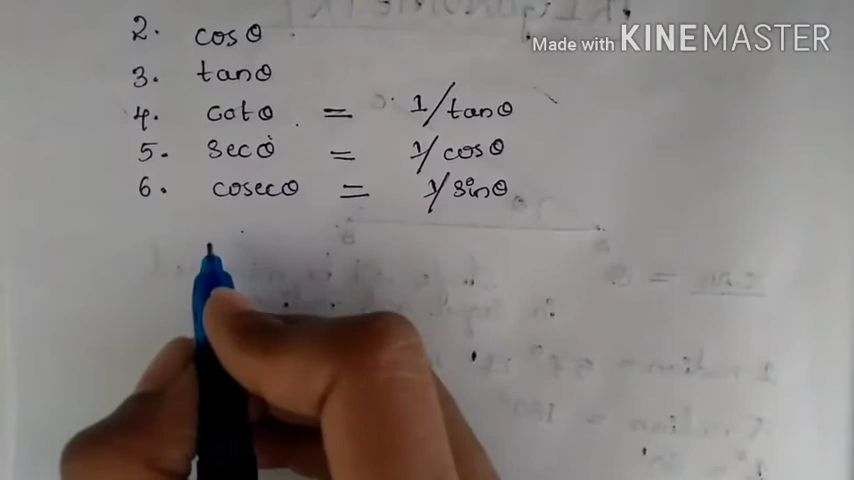 Made with KINEMASTER
2. cosθ
3. tanθ
4. cotθ = 1/tanθ
5. secθ = 1/cosθ
6. cosecθ = 1/sinθ